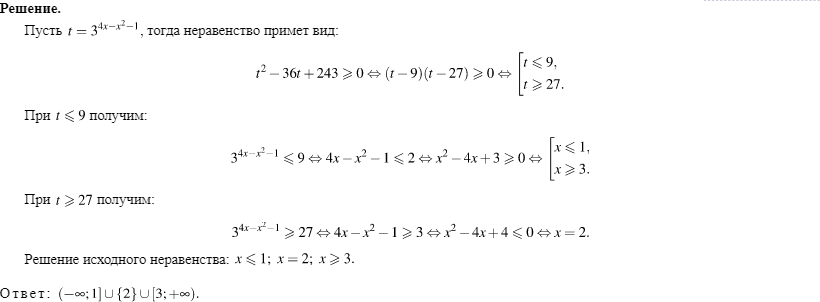 Решение.
Пусть t = 3^{4x−x²−1}, тогда неравенство примет вид:
t² − 36t + 243 ⩾ 0 ⇔ (t − 9)(t − 27) ⩾ 0 ⇔ [t ⩽ 9,
t ⩾ 27.
При t ⩽ 9 получим:
3^{4x−x²−1} ⩽ 9 ⇔ 4x − x² − 1 ⩽ 2 ⇔ x² − 4x + 3 ⩾ 0 ⇔ [x ⩽ 1,
x ⩾ 3.
При t ⩾ 27 получим:
3^{4x−x²−1} ⩾ 27 ⇔ 4x − x² − 1 ⩾ 3 ⇔ x² − 4x + 4 ⩽ 0 ⇔ x = 2.
Решение исходного неравенства: x ⩽ 1; x = 2; x ⩾ 3.
Ответ: (−∞; 1] ∪ {2} ∪ [3; +∞).